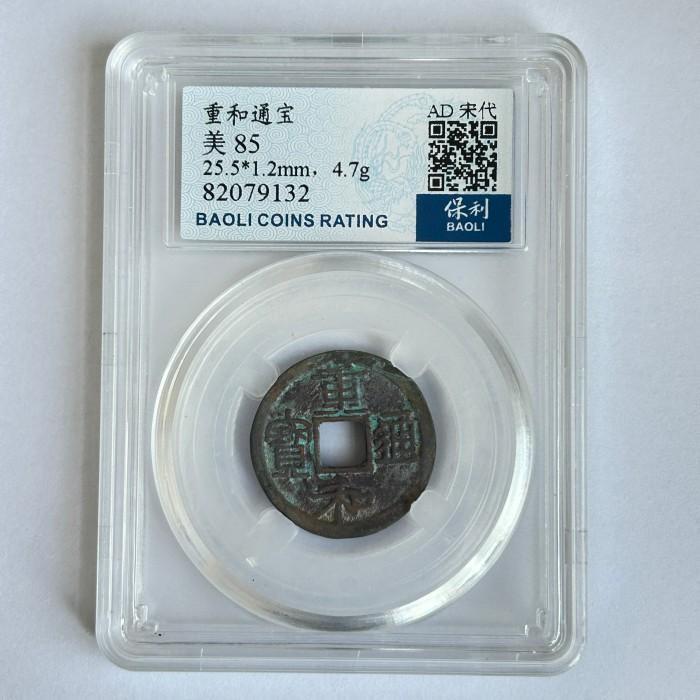 重和通宝
美 85
25.5*1.2mm，4.7g
82079132
BAOLI COINS RATING
AD 宋代
保利
BAOLI
重和通寳